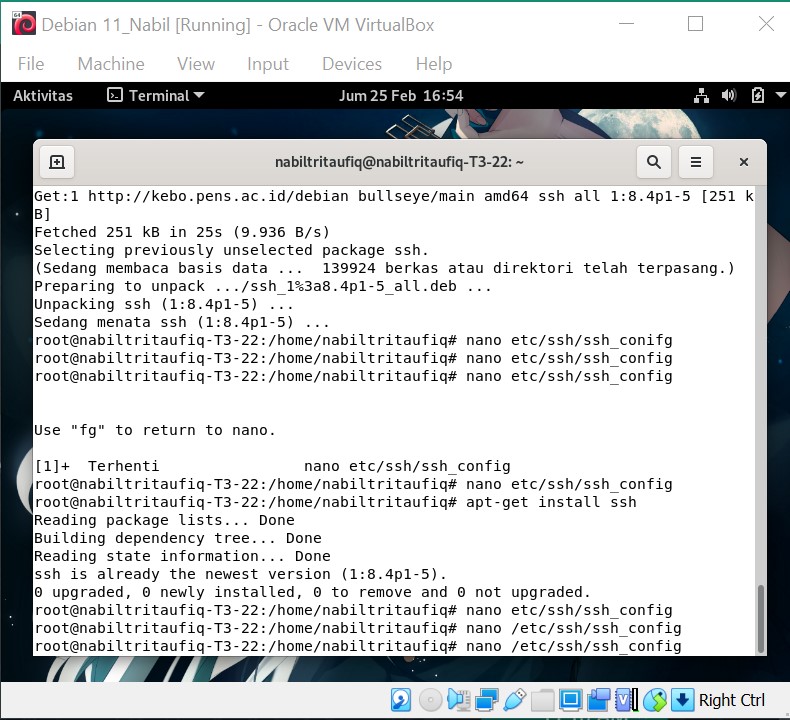 Debian 11_Nabil [Running] - Oracle VM VirtualBox
File Machine View Input Devices Help
Aktivitas Terminal Jum 25 Feb 16:54
nabiltritaufiq@nabiltritaufiq-T3-22: ~
Get:1 http://kebo.pens.ac.id/debian bullseye/main amd64 ssh all 1:8.4p1-5 [251 k
B]
Fetched 251 kB in 25s (9.936 B/s)
Selecting previously unselected package ssh.
(Sedang membaca basis data ...  139924 berkas atau direktori telah terpasang.)
Preparing to unpack .../ssh_1%3a8.4p1-5_all.deb ...
Unpacking ssh (1:8.4p1-5) ...
Sedang menata ssh (1:8.4p1-5) ...
root@nabiltritaufiq-T3-22:/home/nabiltritaufiq# nano etc/ssh/ssh_conifg
root@nabiltritaufiq-T3-22:/home/nabiltritaufiq# nano etc/ssh/ssh_config
root@nabiltritaufiq-T3-22:/home/nabiltritaufiq# nano etc/ssh/ssh_config
Use "fg" to return to nano.
[1]+  Terhenti                nano etc/ssh/ssh_config
root@nabiltritaufiq-T3-22:/home/nabiltritaufiq# nano etc/ssh/ssh_config
root@nabiltritaufiq-T3-22:/home/nabiltritaufiq# apt-get install ssh
Reading package lists... Done
Building dependency tree... Done
Reading state information... Done
ssh is already the newest version (1:8.4p1-5).
0 upgraded, 0 newly installed, 0 to remove and 0 not upgraded.
root@nabiltritaufiq-T3-22:/home/nabiltritaufiq# nano etc/ssh/ssh_config
root@nabiltritaufiq-T3-22:/home/nabiltritaufiq# nano /etc/ssh/ssh_config
root@nabiltritaufiq-T3-22:/home/nabiltritaufiq# nano /etc/ssh/ssh_config
Right Ctrl